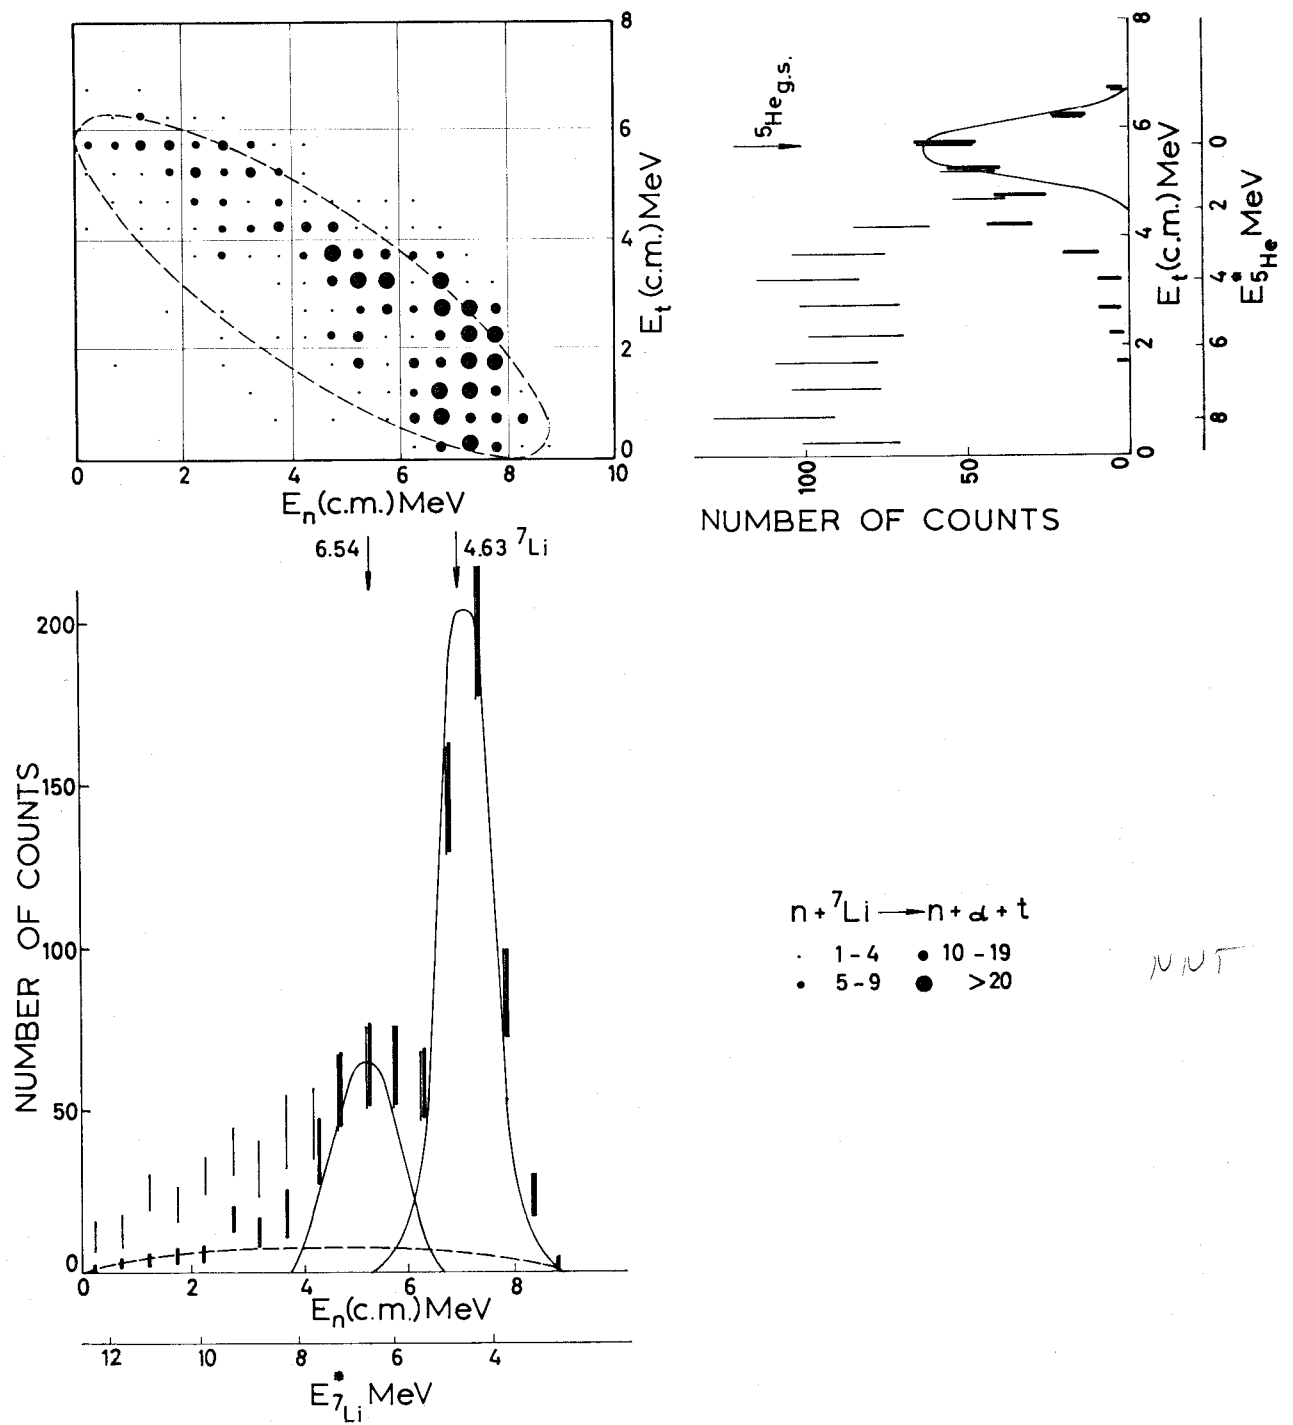 8
6
4
2
0
E_t (c.m.) MeV
0 2 4 6 8 10
E_n (c.m.) MeV
5He g.s.
8
6
4
2
0
E_t (c.m.) MeV
0
2
4
6
8
E*5He MeV
100 50 0
NUMBER OF COUNTS
6.54 4.63 7Li
200
150
100
50
0
NUMBER OF COUNTS
0 2 4 6 8
E_n (c.m.) MeV
12 10 8 6 4
E*7Li MeV
n + 7Li → n + α + t
· 1 - 4 ● 10 - 19
• 5 - 9 ● >20
NNT